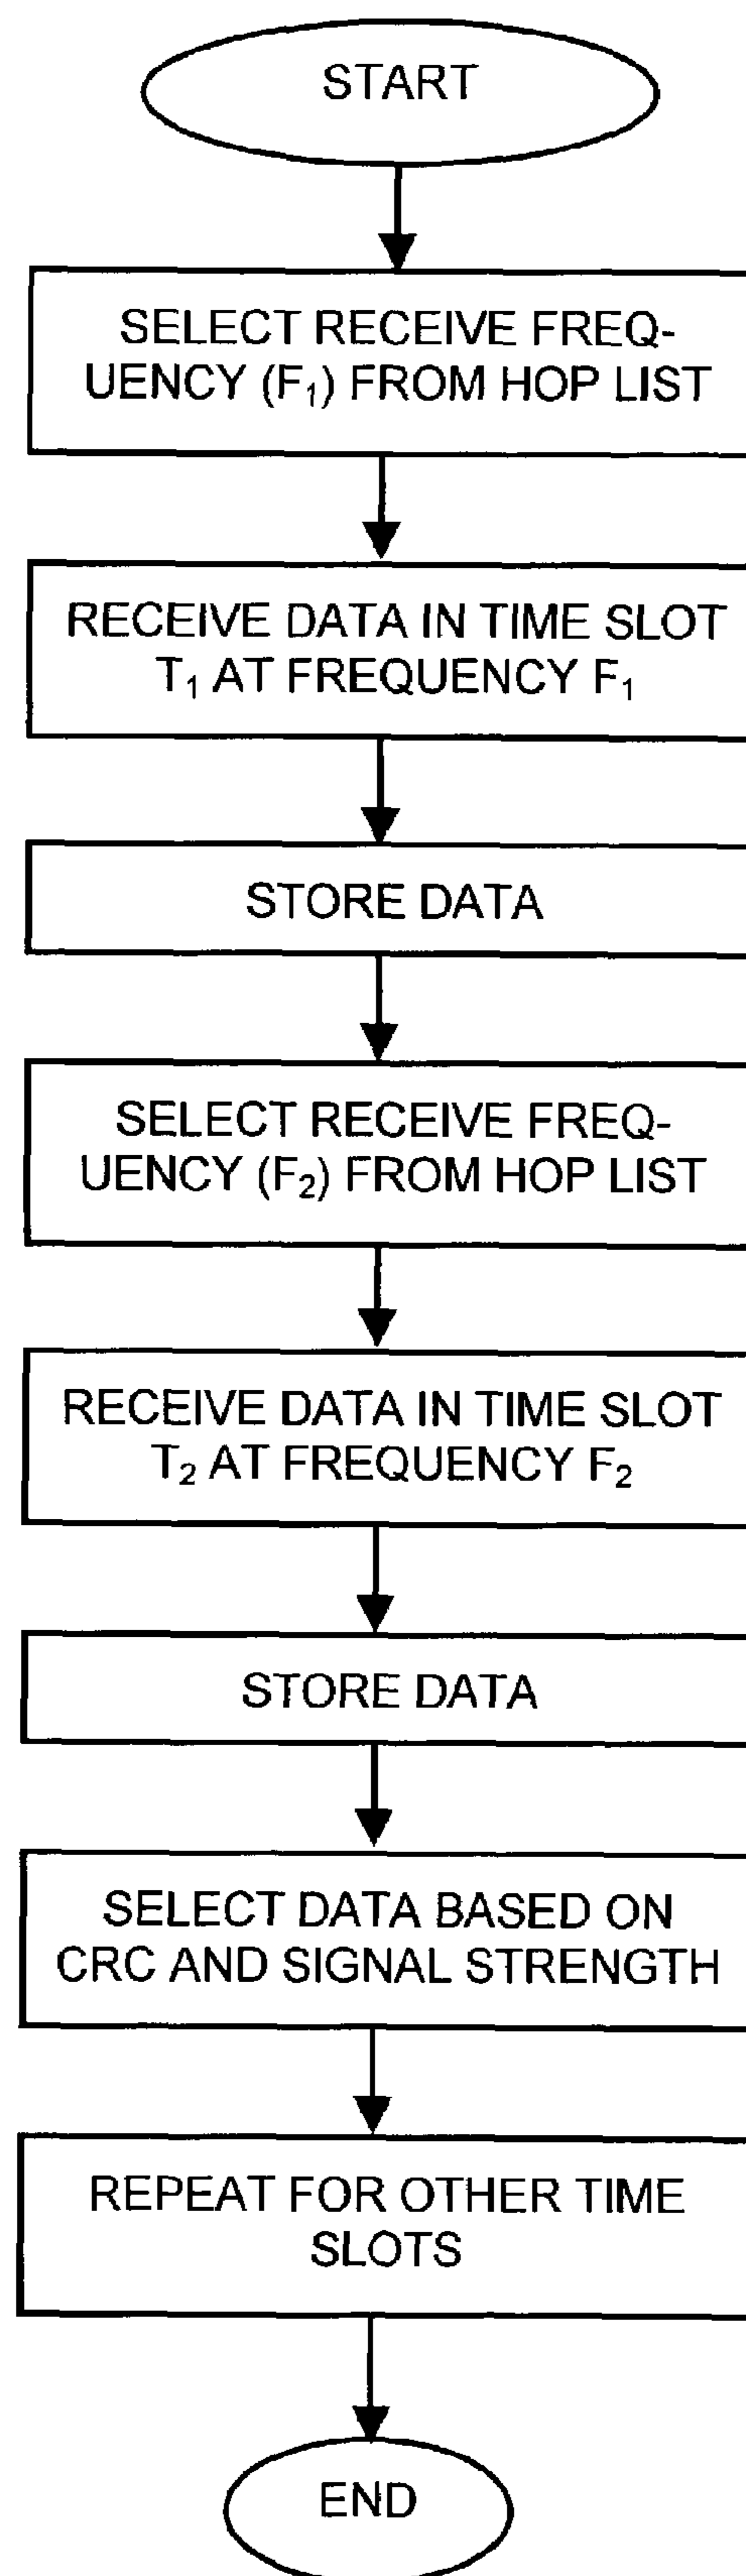 START
SELECT RECEIVE FREQ-
UENCY (F₁) FROM HOP LIST
RECEIVE DATA IN TIME SLOT
T₁ AT FREQUENCY F₁
STORE DATA
SELECT RECEIVE FREQ-
UENCY (F₂) FROM HOP LIST
RECEIVE DATA IN TIME SLOT
T₂ AT FREQUENCY F₂
STORE DATA
SELECT DATA BASED ON
CRC AND SIGNAL STRENGTH
REPEAT FOR OTHER TIME
SLOTS
END